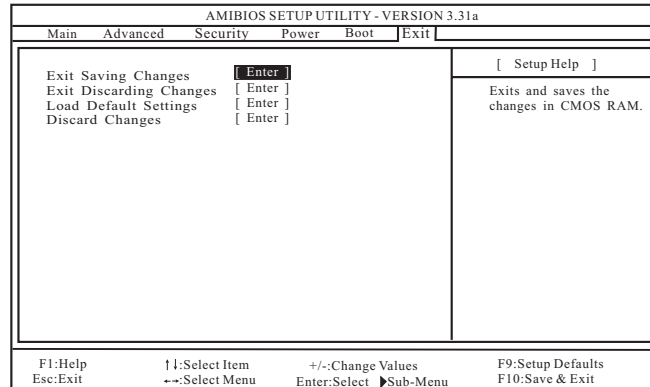 AMIBIOS SETUP UTILITY - VERSION 3.31a
Main Advanced Security Power Boot Exit
Exit Saving Changes [ Enter ]
Exit Discarding Changes [ Enter ]
Load Default Settings [ Enter ]
Discard Changes [ Enter ]
[ Setup Help ]
Exits and saves the
changes in CMOS RAM.
F1:Help ↑↓:Select Item +/-:Change Values F9:Setup Defaults
Esc:Exit ←→:Select Menu Enter:Select ▶Sub-Menu F10:Save & Exit